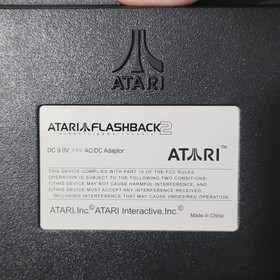 ATARI
ATARI FLASHBACK 2
classic game console
DC 9.0V AC/DC Adaptor
ATARI™
THIS DEVICE COMPLIES WITH PART 15 OF THE FCC RULES
OPERATION IS SUBJECT TO THE FOLLOWING TWO CONDITIONS:
1)THIS DEVICE MAY NOT CAUSE HARMFUL INTERFERENCE, AND
2)THIS DEVICE MUST ACCEPT ANY INTERFERENCE RECEIVED,
INCLUDING INTERFERENCE THAT MAY CAUSE UNDESIRED OPERATION.
ATARI,Inc.© ATARI Interactive,Inc.© Made in China